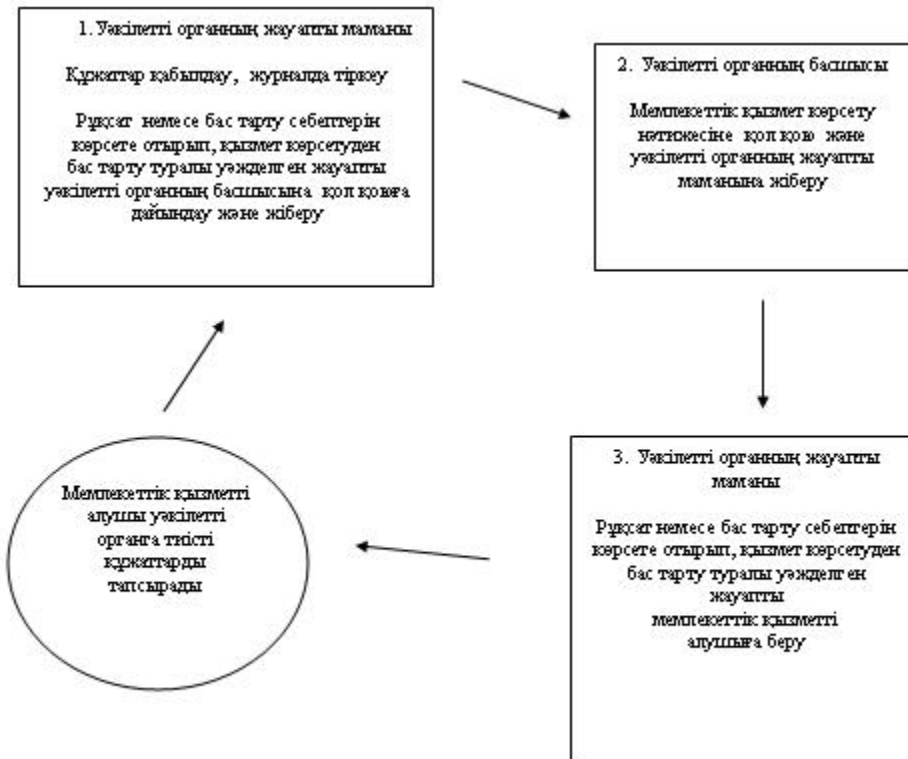 1. Уәкілетті органның жауапты маманы
Құжаттар қабылдау, журналда тіркеу
Рұқсат немесе бас тарту себептерін
көрсете отырып, қызмет көрсетуден
бас тарту туралы уәжделген жауапты
уәкілетті органның басшысына қол қоюға
дайындау және жіберу
2. Уәкілетті органның басшысы
Мемлекеттік қызмет көрсету
нәтижесіне қол қою және
уәкілетті органның жауапты
маманына жіберу
3. Уәкілетті органның жауапты
маманы
Рұқсат немесе бас тарту себептерін
көрсете отырып, қызмет көрсетуден
бас тарту туралы уәжделген
жауапты
мемлекеттік қызметті
алушыға беру
Мемлекеттік қызметті
алушы уәкілетті
органға тиісті
құжаттарды
тапсырады